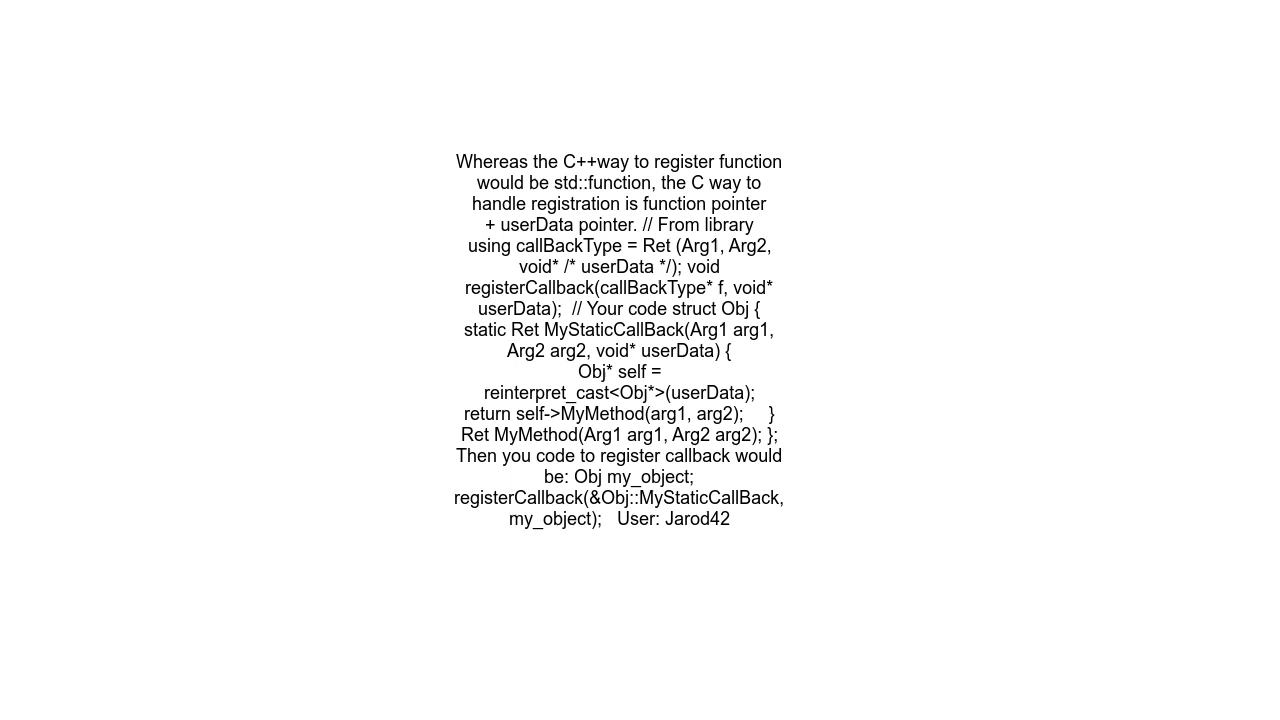 Whereas the C++way to register function
would be std::function, the C way to
handle registration is function pointer
+ userData pointer. // From library
using callBackType = Ret (Arg1, Arg2,
void* /* userData */); void
registerCallback(callBackType* f, void*
userData);  // Your code struct Obj {
static Ret MyStaticCallBack(Arg1 arg1,
Arg2 arg2, void* userData) {
Obj* self =
reinterpret_cast<Obj*>(userData);
return self->MyMethod(arg1, arg2);     }
Ret MyMethod(Arg1 arg1, Arg2 arg2); };
Then you code to register callback would
be: Obj my_object;
registerCallback(&Obj::MyStaticCallBack,
my_object);   User: Jarod42